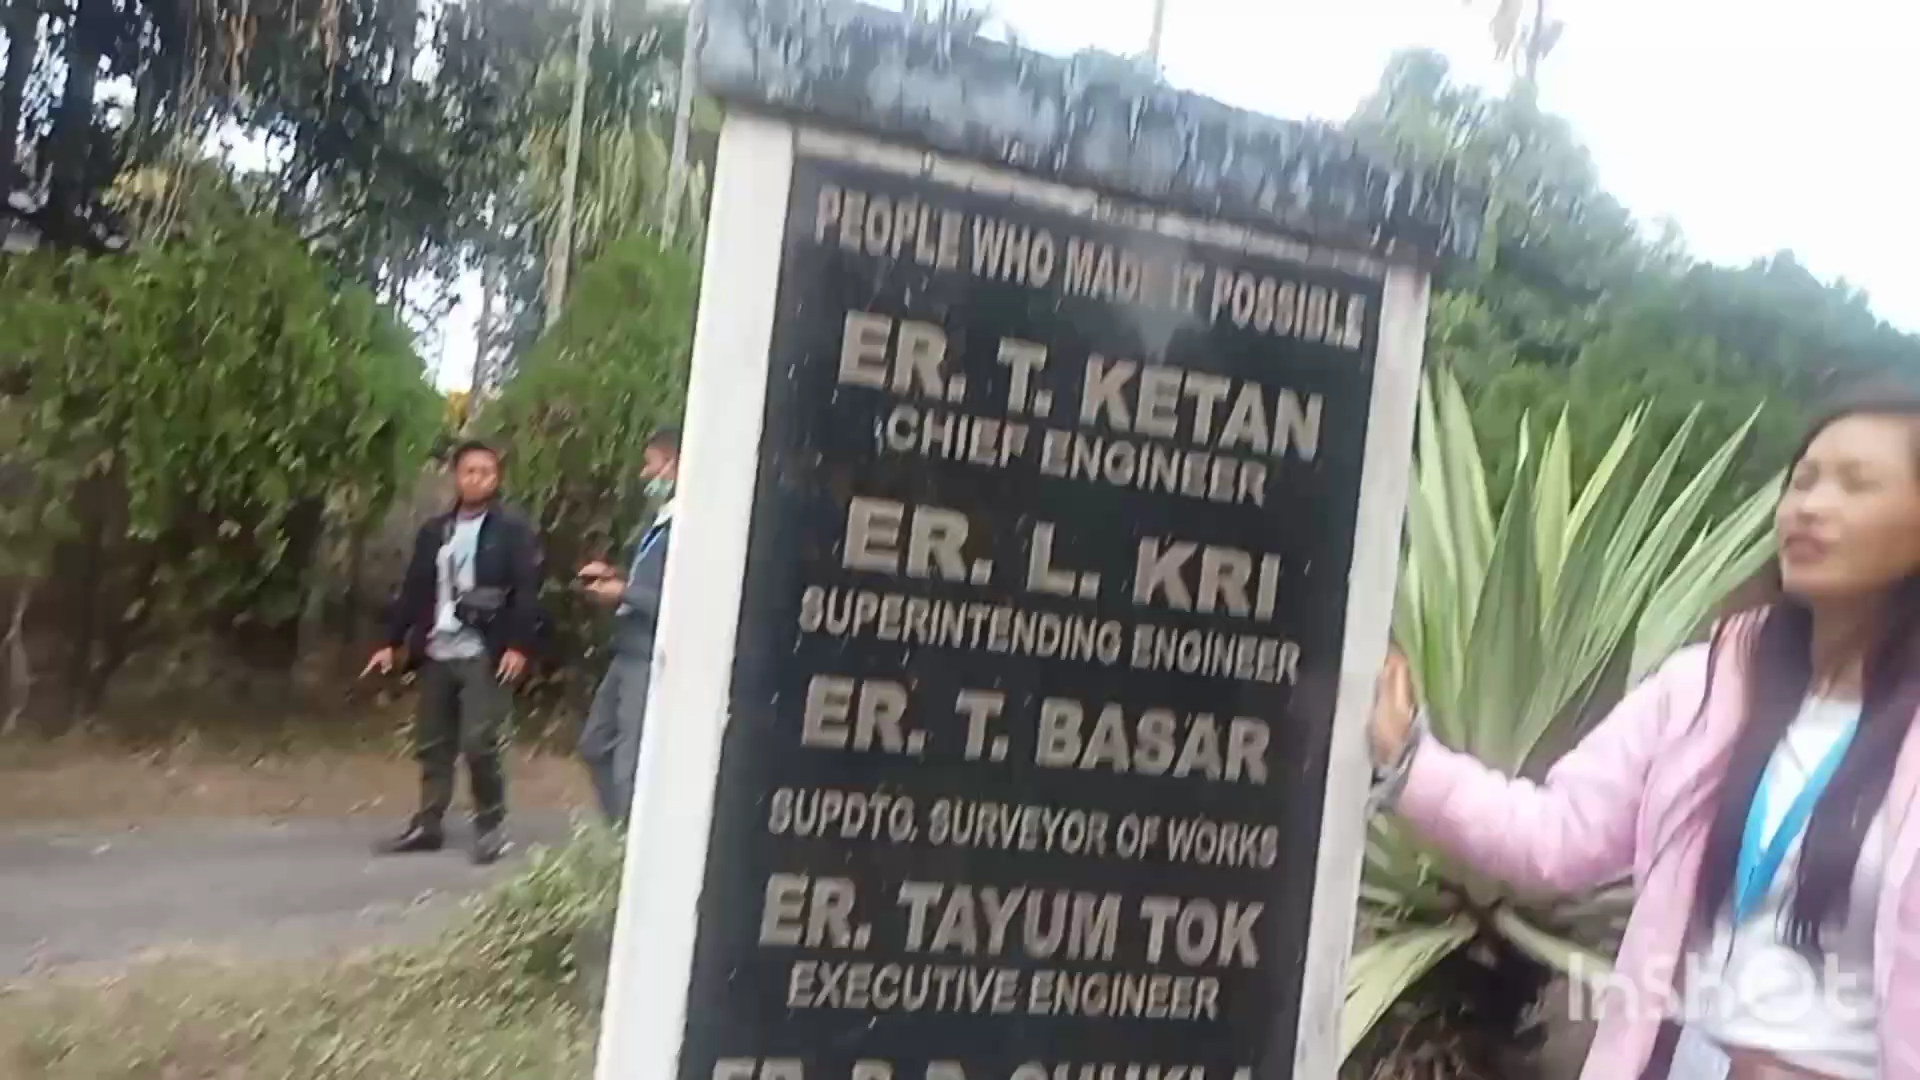 PEOPLE WHO MADE IT POSSIBLE
ER. T. KETAN
CHIEF ENGINEER
ER. L. KRI
SUPERINTENDING ENGINEER
ER. T. BASAR
SUPDTG. SURVEYOR OF WORKS
ER. TAYUM TOK
EXECUTIVE ENGINEER
ER.
InShot